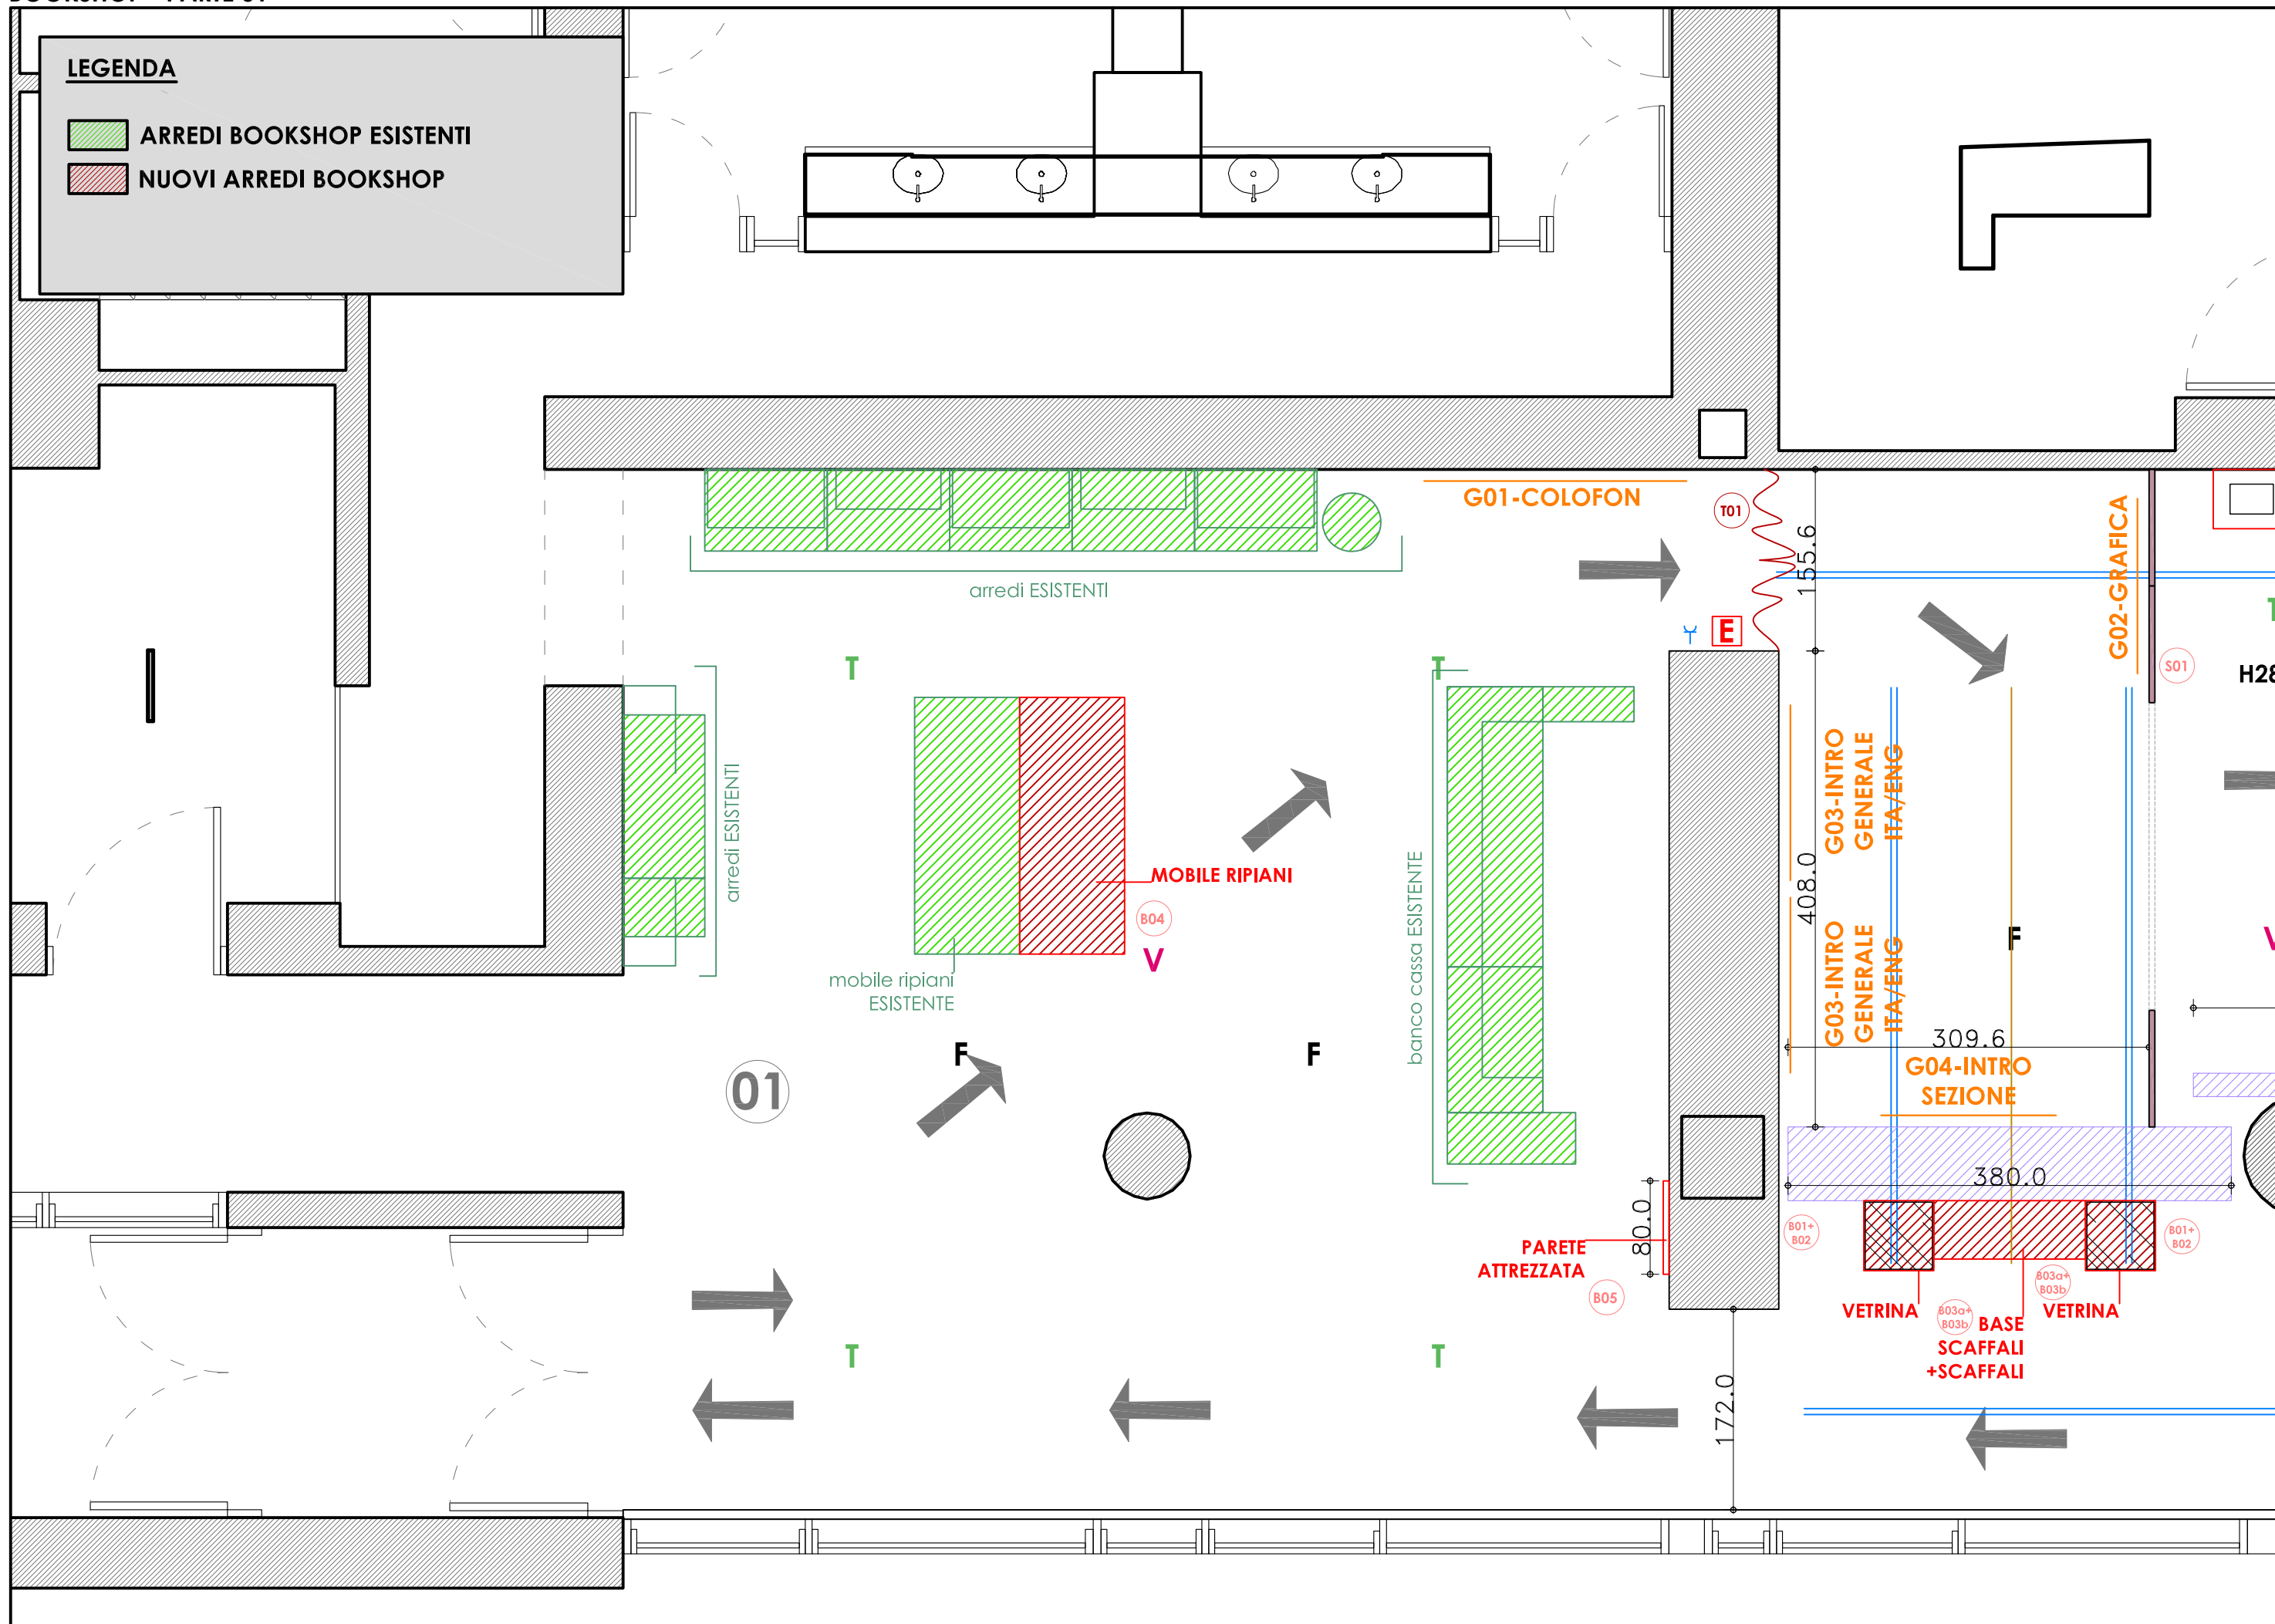 LEGENDA
ARREDI BOOKSHOP ESISTENTI
NUOVI ARREDI BOOKSHOP
G01-COLOFON
T01
155.6
G02-GRAFICA
arredi ESISTENTI
E
S01
T
T
G03-INTRO
GENERALE
ITA/ENG
arredi ESISTENTI
MOBILE RIPIANI
B04
V
banco cassa ESISTENTE
408.0
G03-INTRO
GENERALE
ITA/ENG
F
mobile ripiani
ESISTENTE
F
F
01
309.6
G04-INTRO
SEZIONE
380.0
80.0
PARETE
ATTREZZATA
B05
B01+
B02
B01+
B02
B03a+
B03b
VETRINA
B03a+
B03b
VETRINA
BASE
SCAFFALI
+SCAFFALI
T
T
172.0